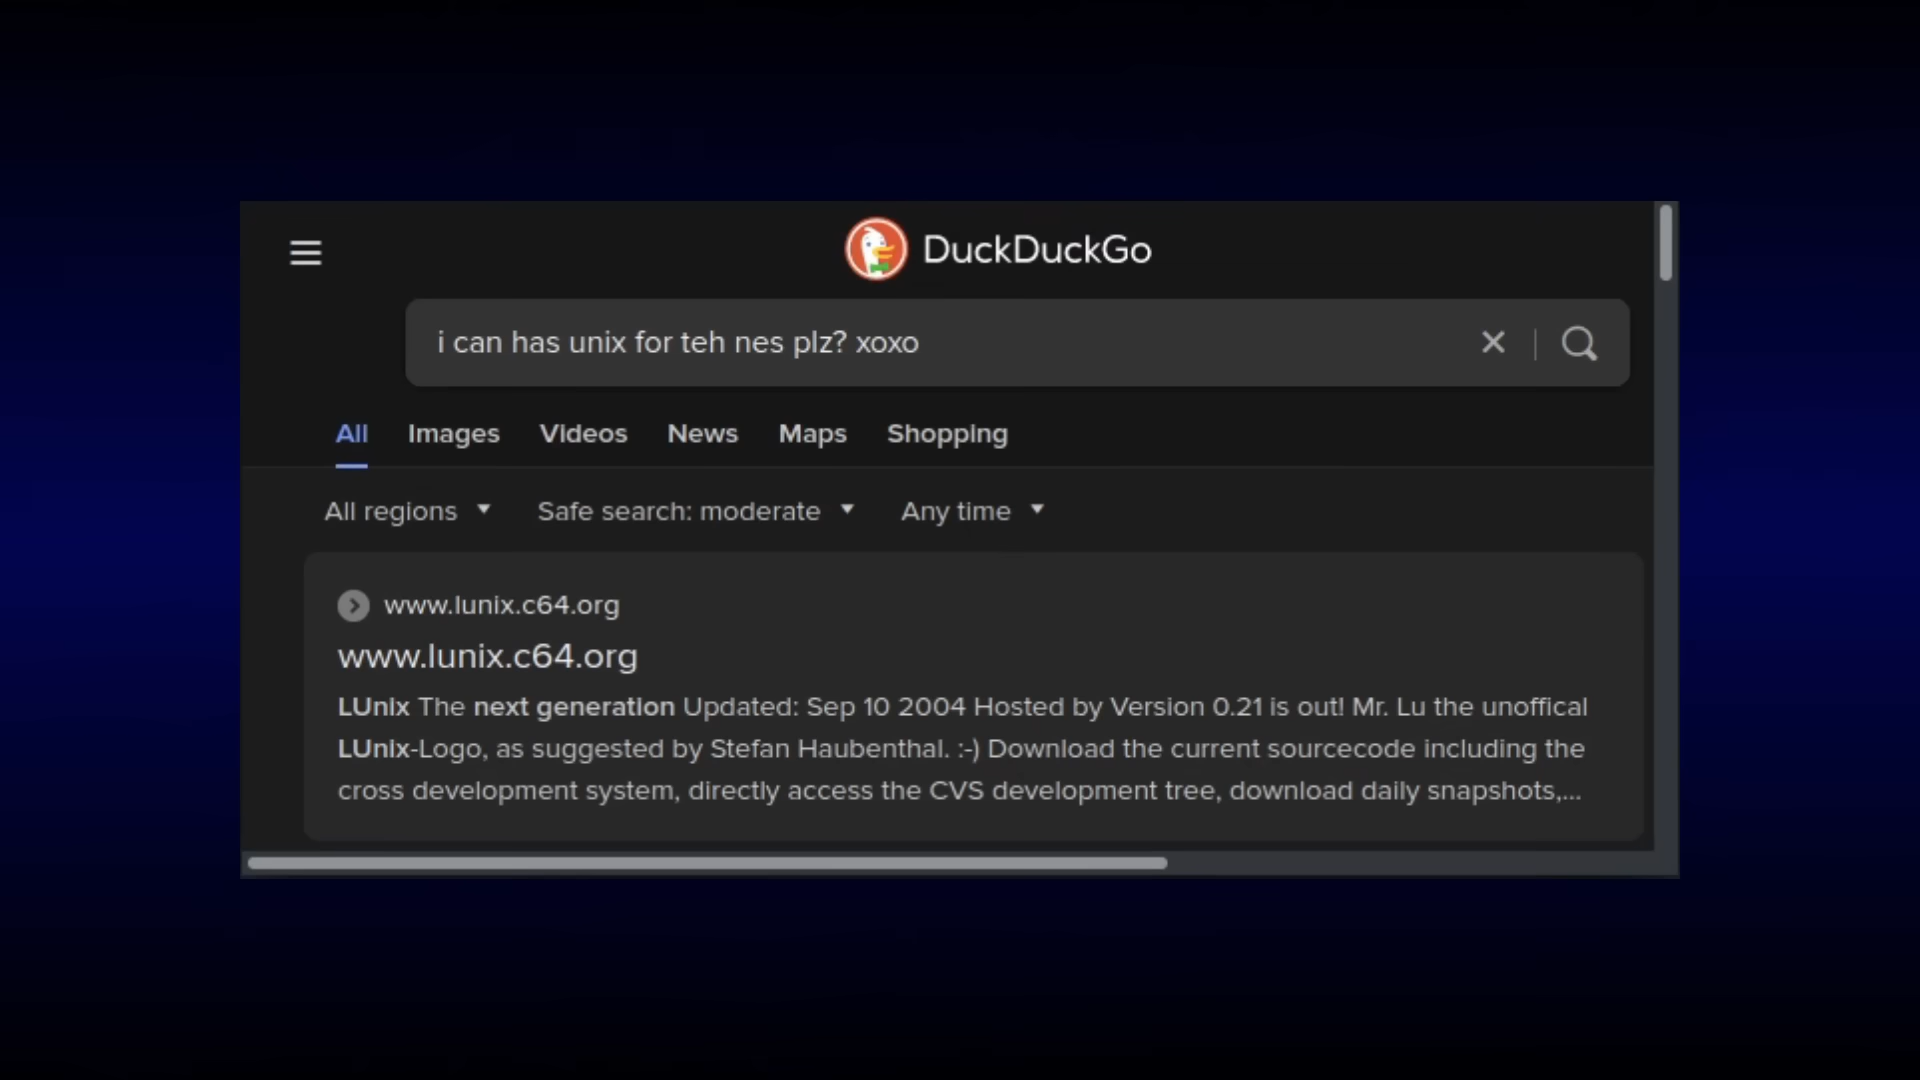 DuckDuckGo
i can has unix for teh nes plz? xoxo
All Images Videos News Maps Shopping
All regions Safe search: moderate Any time
www.lunix.c64.org
www.lunix.c64.org
LUnix The next generation Updated: Sep 10 2004 Hosted by Version 0.21 is out! Mr. Lu the unoffical
LUnix-Logo, as suggested by Stefan Haubenthal. :-) Download the current sourcecode including the
cross development system, directly access the CVS development tree, download daily snapshots,...